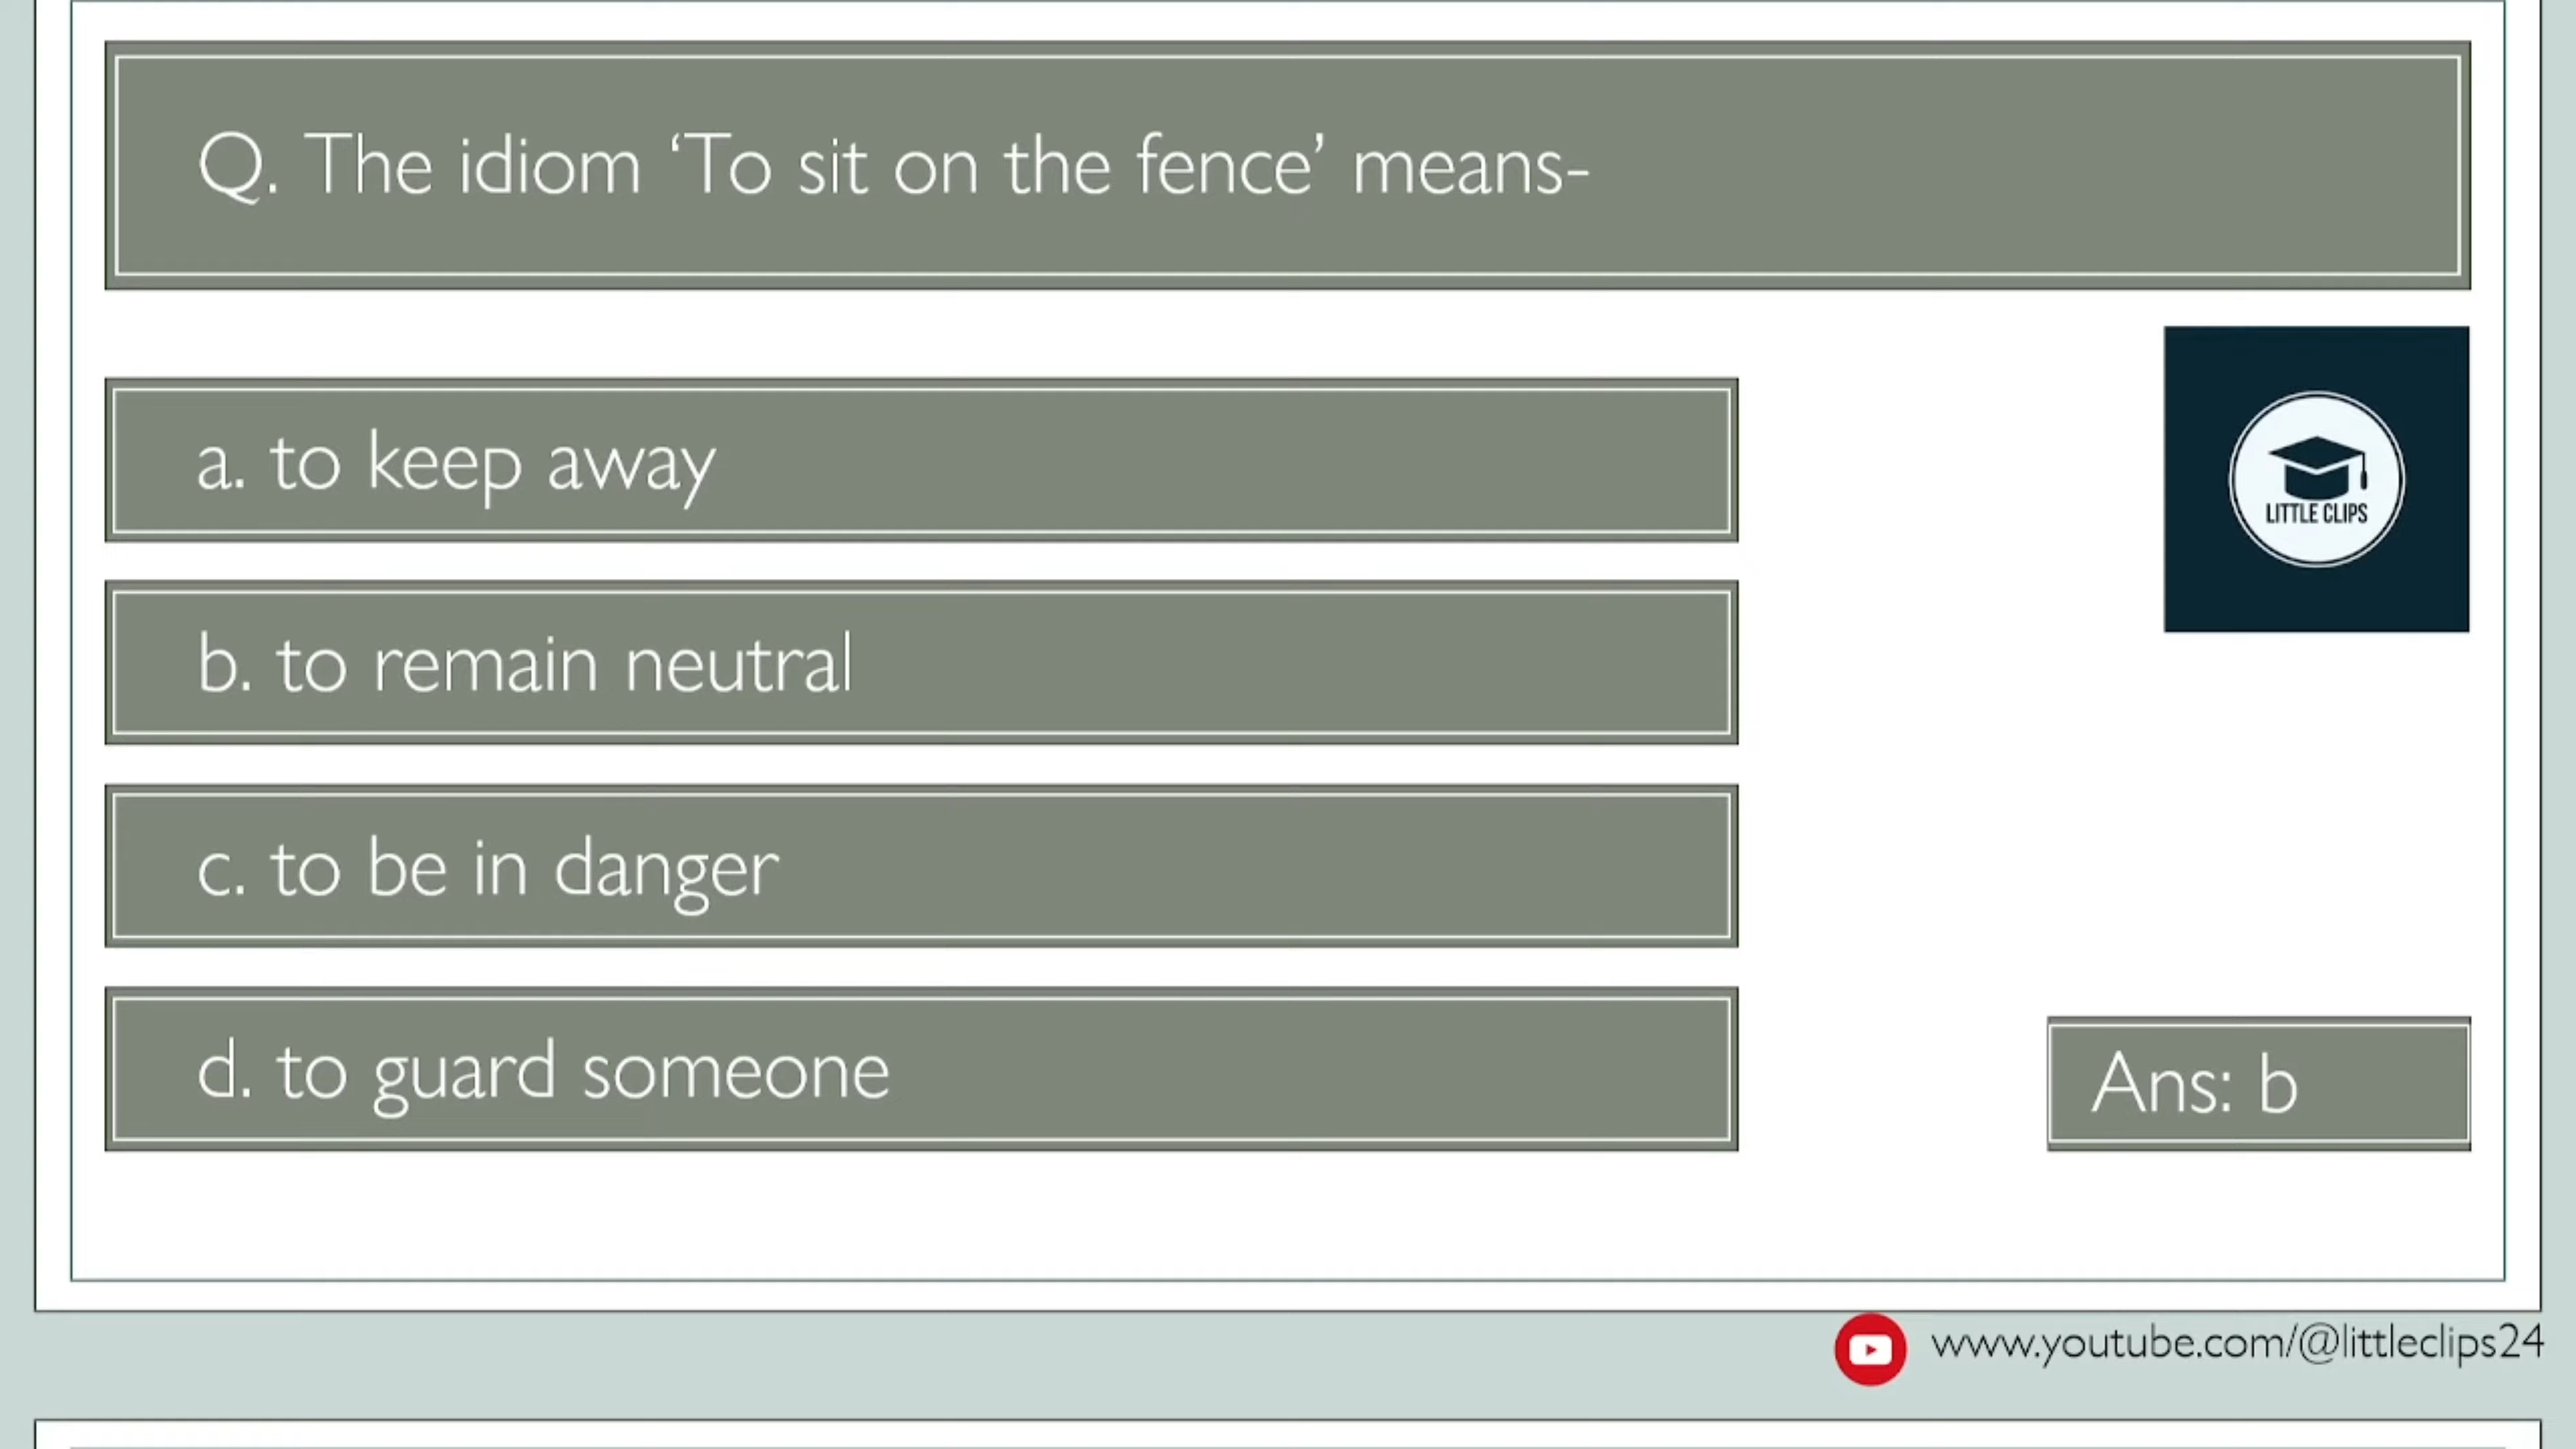 Q. The idiom ‘To sit on the fence’ means-
a. to keep away
LITTLE CLIPS
b. to remain neutral
c. to be in danger
d. to guard someone
Ans: b
www.youtube.com/@littleclips24